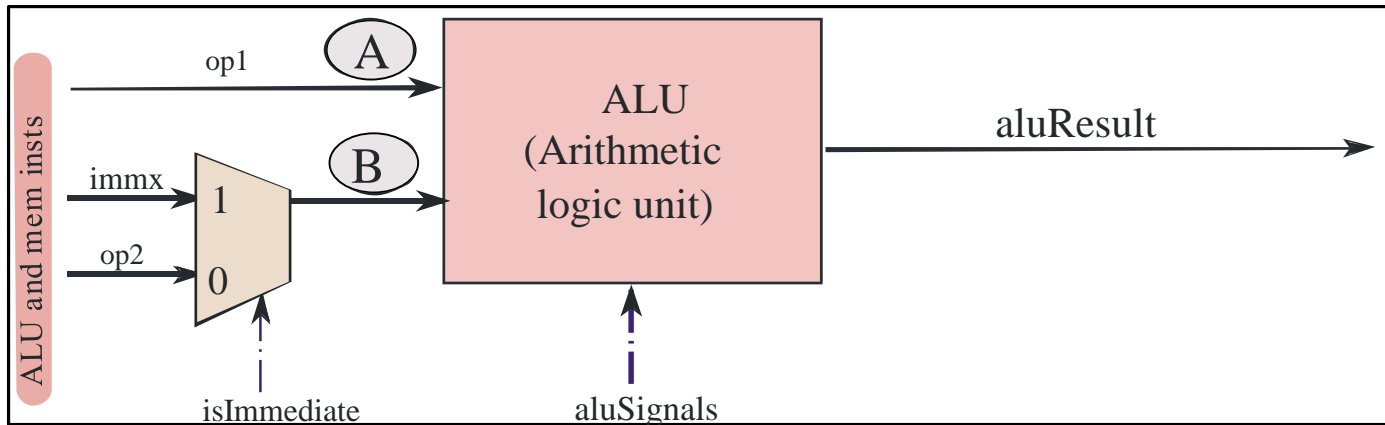 ALU and mem insts
op1
A
immx
1
op2
0
B
ALU
(Arithmetic
logic unit)
aluResult
isImmediate
aluSignals